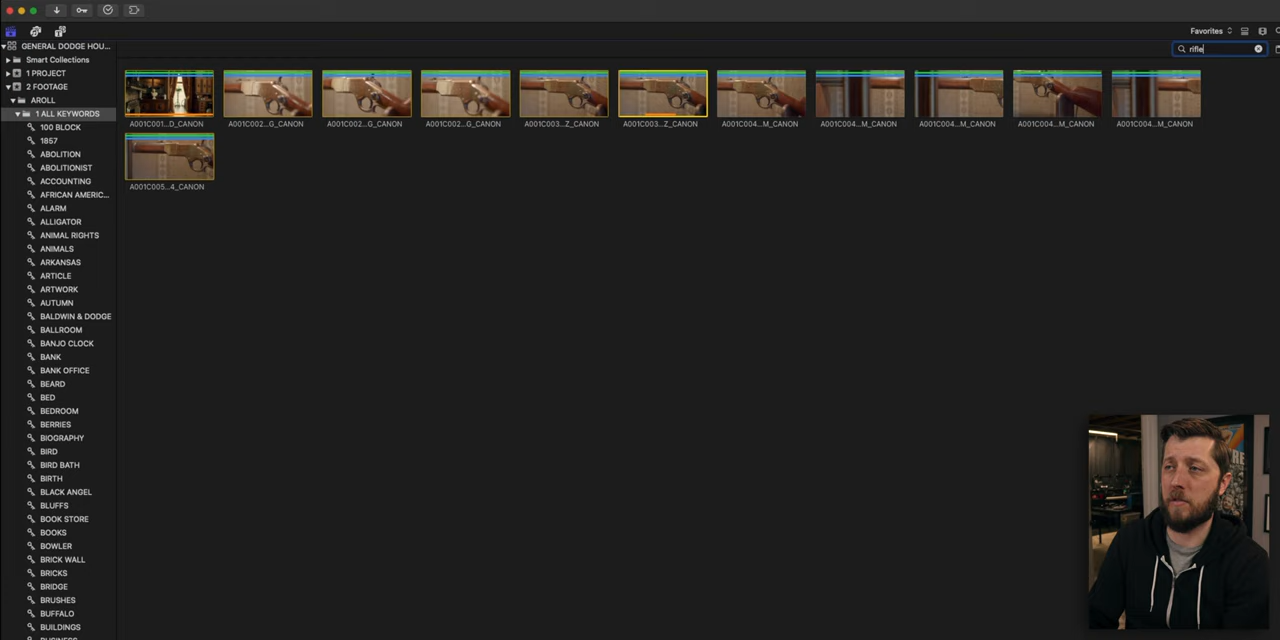 Favorites
GENERAL DODGE HOU...
rifle
Smart Collections
1 PROJECT
2 FOOTAGE
AROLL
1 ALL KEYWORDS
A001C001...D_CANON
A001C002...G_CANON
A001C002...G_CANON
A001C002...G_CANON
A001C003...Z_CANON
A001C003...Z_CANON
A001C004...M_CANON
A001C004...M_CANON
A001C004...M_CANON
A001C004...M_CANON
A001C004...M_CANON
100 BLOCK
1857
ABOLITION
ABOLITIONIST
ACCOUNTING
A001C005...4_CANON
AFRICAN AMERIC...
ALARM
ALLIGATOR
ANIMAL RIGHTS
ANIMALS
ARKANSAS
ARTICLE
ARTWORK
AUTUMN
BALDWIN & DODGE
BALLROOM
BANJO CLOCK
BANK
BANK OFFICE
BEARD
BED
BEDROOM
BERRIES
BIOGRAPHY
BIRD
BIRD BATH
BIRTH
BLACK ANGEL
BLUFFS
BOOK STORE
BOOKS
BOWLER
BRICK WALL
BRICKS
BRIDGE
BRUSHES
BUFFALO
BUILDINGS